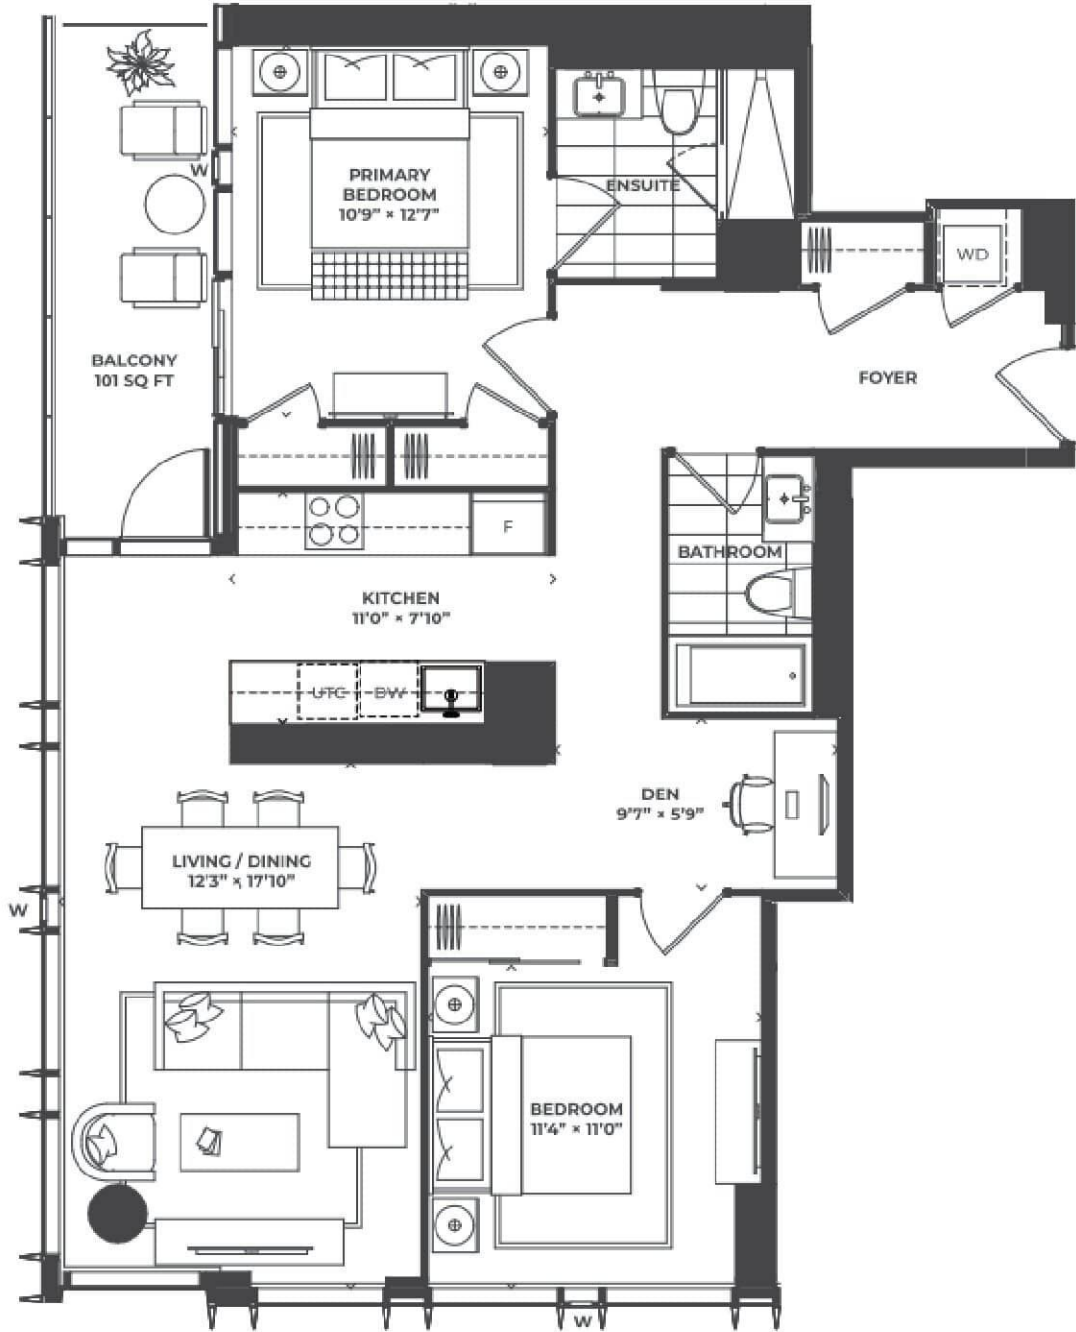 W
PRIMARY
BEDROOM
10'9" × 12'7"
ENSUITE
WD
BALCONY
101 SQ FT
FOYER
F
BATHROOM
KITCHEN
11'0" × 7'10"
UTC
BW
DEN
9'7" × 5'9"
LIVING / DINING
12'3" × 17'10"
W
BEDROOM
11'4" × 11'0"
W